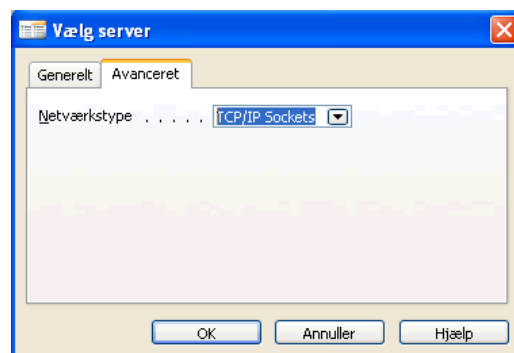 Vælg server
Generelt Avanceret
Netværkstype . . . . . TCP/IP Sockets
OK Annuller Hjælp